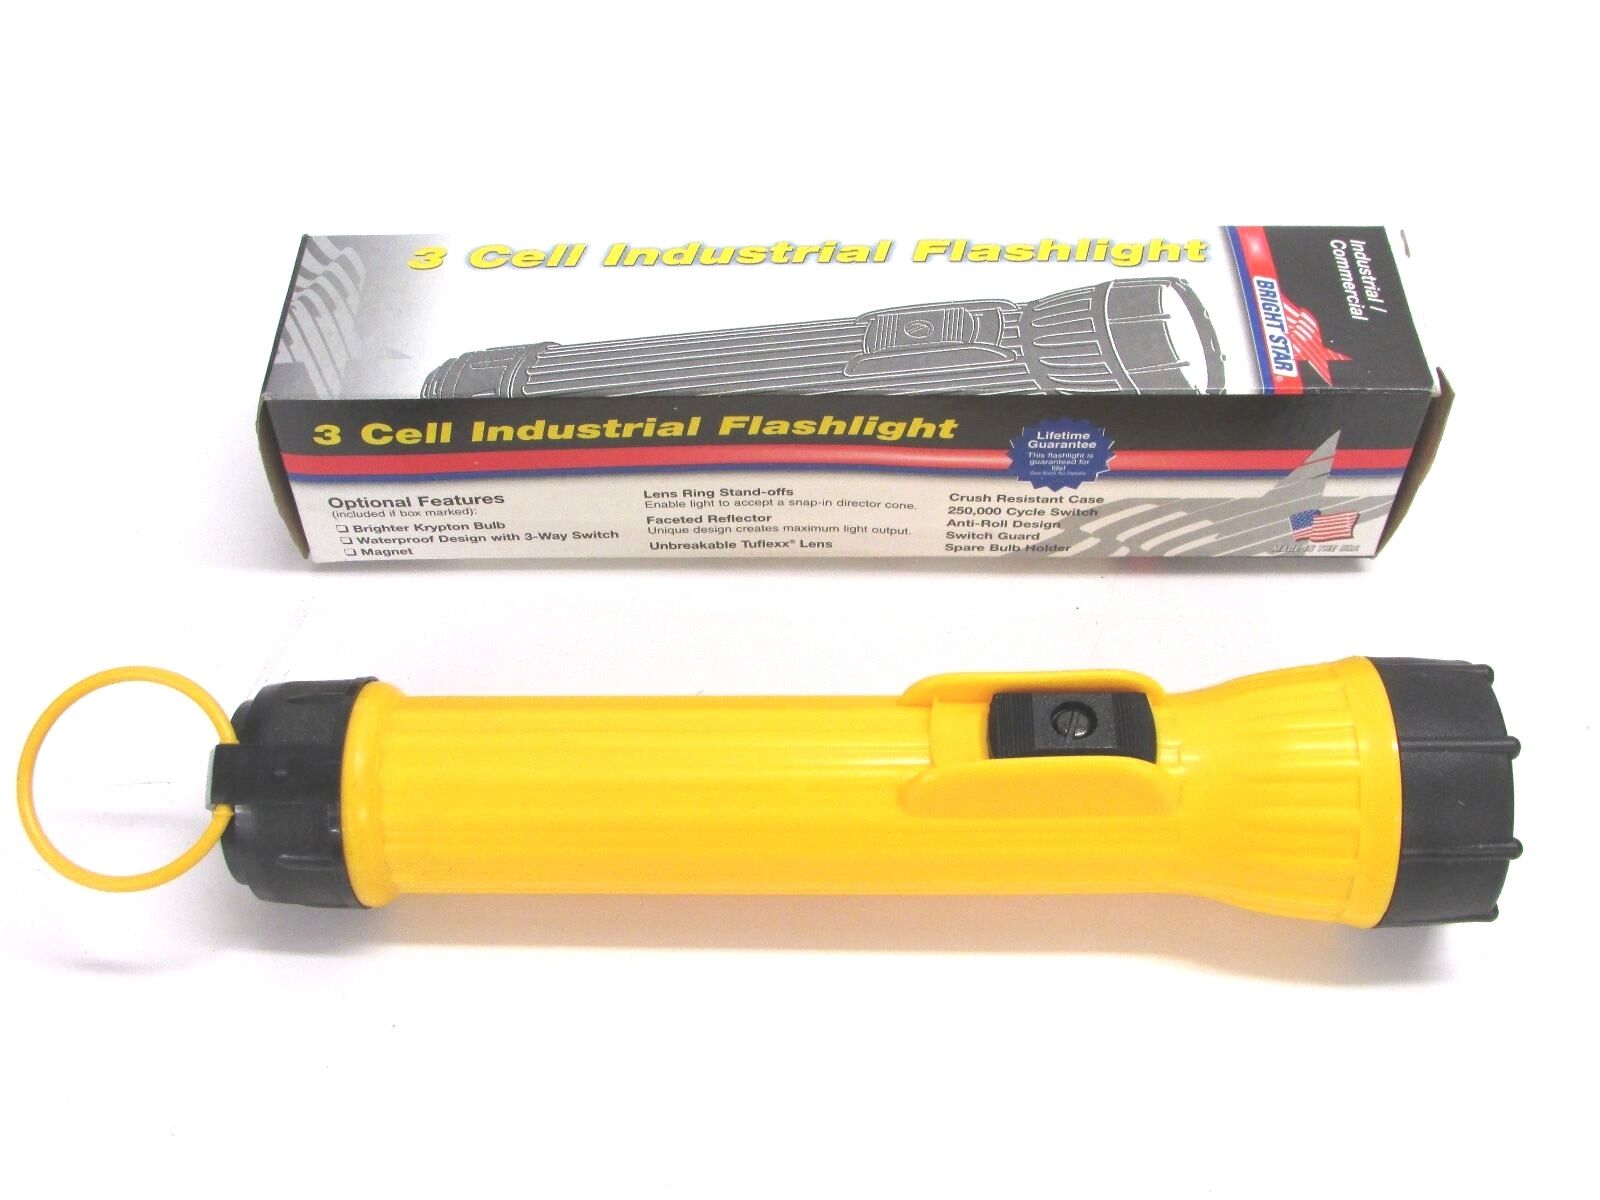 3 Cell Industrial Flashlight
Industrial /
Commercial
BRIGHT STAR®
3 Cell Industrial Flashlight
Lifetime
Guarantee
This flashlight is
guaranteed for
life!
Optional Features
(included if box marked):
❑ Brighter Krypton Bulb
❑ Waterproof Design with 3-Way Switch
❑ Magnet
Lens Ring Stand-offs
Enable light to accept a snap-in director cone.
Faceted Reflector
Unique design creates maximum light output.
Unbreakable Tuflexx® Lens
Crush Resistant Case
250,000 Cycle Switch
Anti-Roll Design
Switch Guard
Spare Bulb Holder
MADE IN THE USA